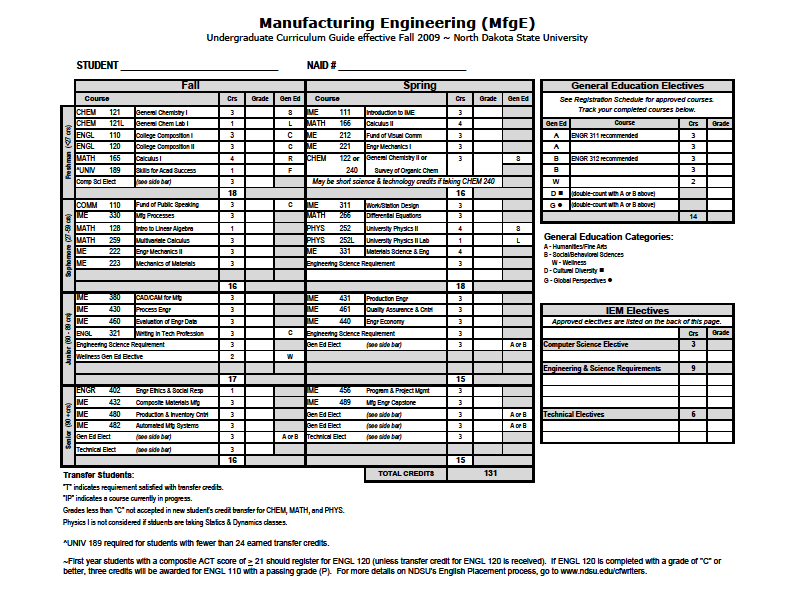 Manufacturing Engineering (MfgE)
Undergraduate Curriculum Guide effective Fall 2009 ~ North Dakota State University
STUDENT ____________________ NAID # ____________________
Fall Spring
Course Crs Grade Gen Ed Course Crs Grade Gen Ed
Freshman (<27 crs)
CHEM 121 General Chemistry I 3 S IME 111 Introduction to IME 3
CHEM 121L General Chem Lab I 1 L MATH 166 Calculus II 4
ENGL 110 College Composition I 3 C ME 212 Fund of Visual Comm 3
ENGL 120 College Composition II 3 C ME 221 Engr Mechanics I 3
MATH 165 Calculus I 4 R CHEM 122 or General Chemistry II or 3 S
^UNIV 189 Skills for Acad Success 1 F 240 Survey of Organic Chem
Comp Sci Elect (see side bar) 3 May be short science & technology credits if taking CHEM 240
18 16
Sophomore (27-59 crs)
COMM 110 Fund of Public Speaking 3 C IME 311 Work/Station Design 3
IME 330 Mfg Processes 3 MATH 266 Differential Equations 3
MATH 128 Intro to Linear Algebra 1 PHYS 252 University Physics II 4 S
MATH 259 Multivariate Calculus 3 PHYS 252L University Physics II Lab 1 L
ME 222 Engr Mechanics II 3 ME 331 Materials Science & Eng 4
ME 223 Mechanics of Materials 3 Engineering Science Requirement 3
16 18
Junior (60 - 89 crs)
IME 380 CAD/CAM for Mfg 3 IME 431 Production Engr 3
IME 430 Process Engr 3 IME 461 Quality Assurance & Cntrl 3
IME 460 Evaluation of Engr Data 3 IME 440 Engr Economy 3
ENGL 321 Writing in Tech Profession 3 C Engineering Science Requirement 3
Engineering Science Requirement 3 Gen Ed Elect (see side bar) 3 A or B
Wellness Gen Ed Elective 2 W
17 15
Senior (90 +crs)
ENGR 402 Engr Ethics & Social Resp 1 IME 456 Program & Project Mgmt 3
IME 432 Composite Materials Mfg 3 IME 489 Mfg Engr Capstone 3
IME 480 Production & Inventory Cntrl 3 Gen Ed Elect (see side bar) 3 A or B
IME 482 Automated Mfg Systems 3 Gen Ed Elect (see side bar) 3 A or B
Gen Ed Elect (see side bar) 3 A or B Technical Elect (see side bar) 3
Technical Elect (see side bar) 3
16 15
TOTAL CREDITS 131
General Education Electives
See Registration Schedule for approved courses.
Track your completed courses below.
Gen Ed Course Crs Grade
A ENGR 311 recommended 3
A 3
B ENGR 312 recommended 3
B 3
W 2
D ■ (double-count with A or B above)
G ● (double-count with A or B above)
14
General Education Categories:
A - Humanities/Fine Arts
B - Social/Behavioral Sciences
W - Wellness
D - Cultural Diversity ■
G - Global Perspectives ●
IEM Electives
Approved electives are listed on the back of this page.
Crs Grade
Computer Science Elective 3
Engineering & Science Requirements 9
Technical Electives 6
Transfer Students:
"T" indicates requirement satisfied with transfer credits.
"IP" indicates a course currently in progress.
Grades less than "C" not accepted in new student's credit transfer for CHEM, MATH, and PHYS.
Physics I is not considered if stduents are taking Statics & Dynamics classes.
^UNIV 189 required for students with fewer than 24 earned transfer credits.
~First year students with a compostie ACT score of > 21 should register for ENGL 120 (unless transfer credit for ENGL 120 is received). If ENGL 120 is completed with a grade of "C" or
better, three credits will be awarded for ENGL 110 with a passing grade (P). For more details on NDSU's English Placement process, go to www.ndsu/cfwriters.